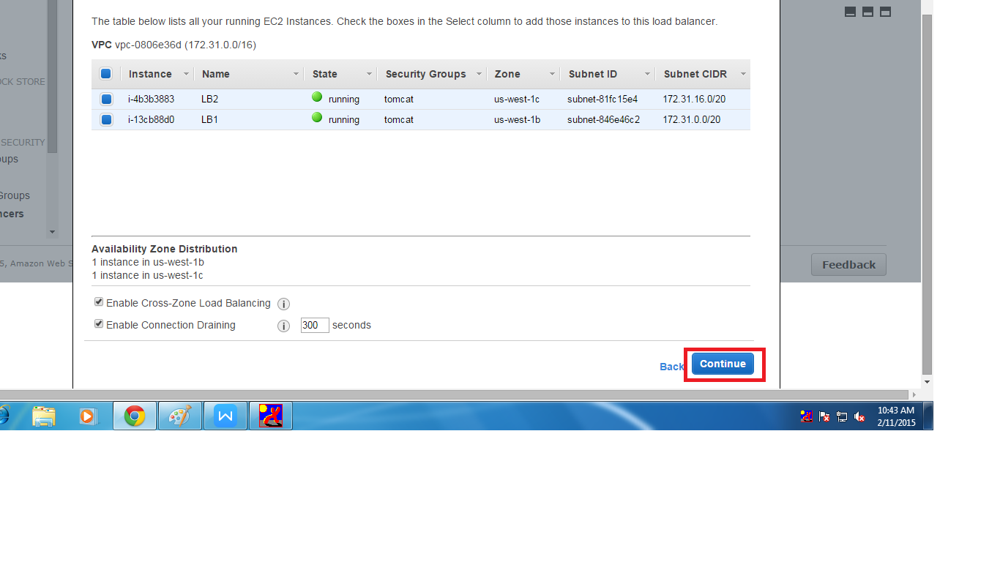 The table below lists all your running EC2 Instances. Check the boxes in the Select column to add those instances to this load balancer.
VPC vpc-0806e36d (172.31.0.0/16)
ks
OCK STORE
SECURITY
oups
Groups
ncers
5, Amazon Web S
Instance Name State Security Groups Zone Subnet ID Subnet CIDR
i-4b3b3883 LB2 running tomcat us-west-1c subnet-81fc15e4 172.31.16.0/20
i-13cb88d0 LB1 running tomcat us-west-1b subnet-846e46c2 172.31.0.0/20
Availability Zone Distribution
1 instance in us-west-1b
1 instance in us-west-1c
Enable Cross-Zone Load Balancing i
Enable Connection Draining i 300 seconds
Back Continue
Feedback
10:43 AM
2/11/2015